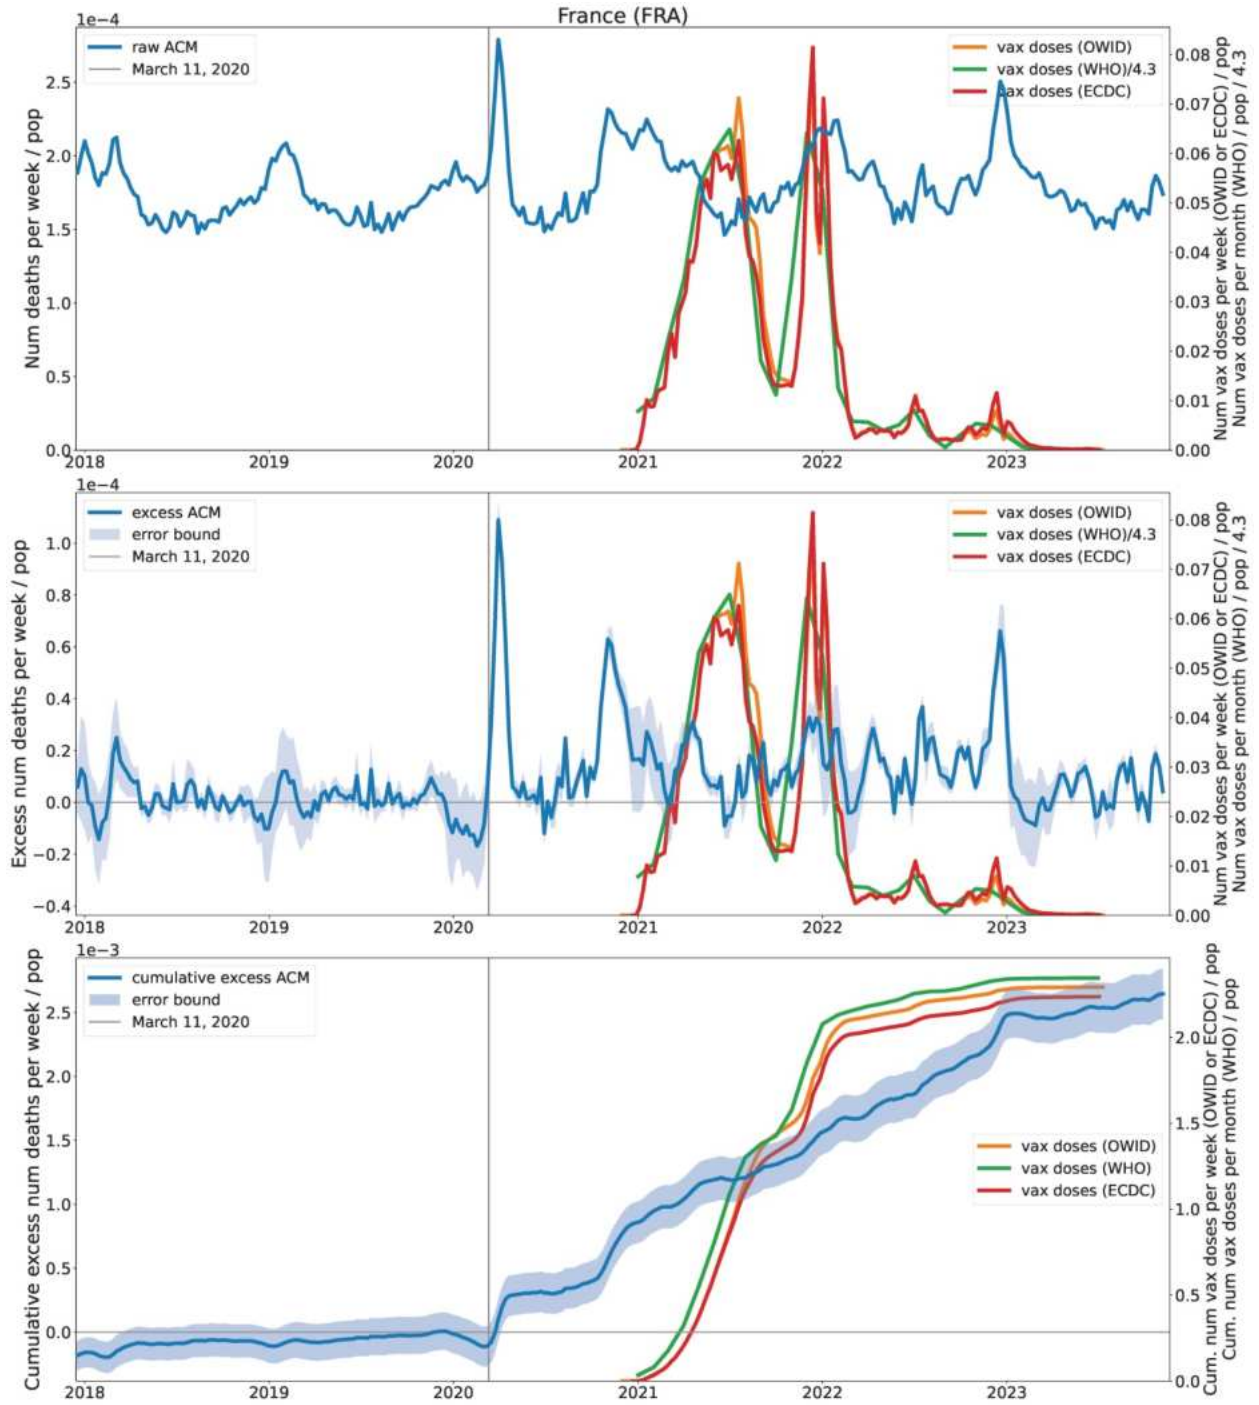 France (FRA)
1e−4
raw ACM
March 11, 2020
vax doses (OWID)
vax doses (WHO)/4.3
vax doses (ECDC)
Num deaths per week / pop
2.5
2.0
1.5
1.0
0.5
0.0
0.08
0.07
0.06
0.05
0.04
0.03
0.02
0.01
0.00
Num vax doses per week (OWID or ECDC) / pop
Num vax doses per month (WHO) / pop / 4.3
2018 2019 2020 2021 2022 2023
1e−4
excess ACM
error bound
March 11, 2020
vax doses (OWID)
vax doses (WHO)/4.3
vax doses (ECDC)
Excess num deaths per week / pop
1.0
0.8
0.6
0.4
0.2
0.0
−0.2
−0.4
0.08
0.07
0.06
0.05
0.04
0.03
0.02
0.01
0.00
Num vax doses per week (OWID or ECDC) / pop
Num vax doses per month (WHO) / pop / 4.3
2018 2019 2020 2021 2022 2023
1e−3
cumulative excess ACM
error bound
March 11, 2020
Cumulative excess num deaths per week / pop
2.5
2.0
1.5
1.0
0.5
0.0
vax doses (OWID)
vax doses (WHO)
vax doses (ECDC)
2.0
1.5
1.0
0.5
0.0
Cum. num vax doses per week (OWID or ECDC) / pop
Cum. num vax doses per month (WHO) / pop
2018 2019 2020 2021 2022 2023